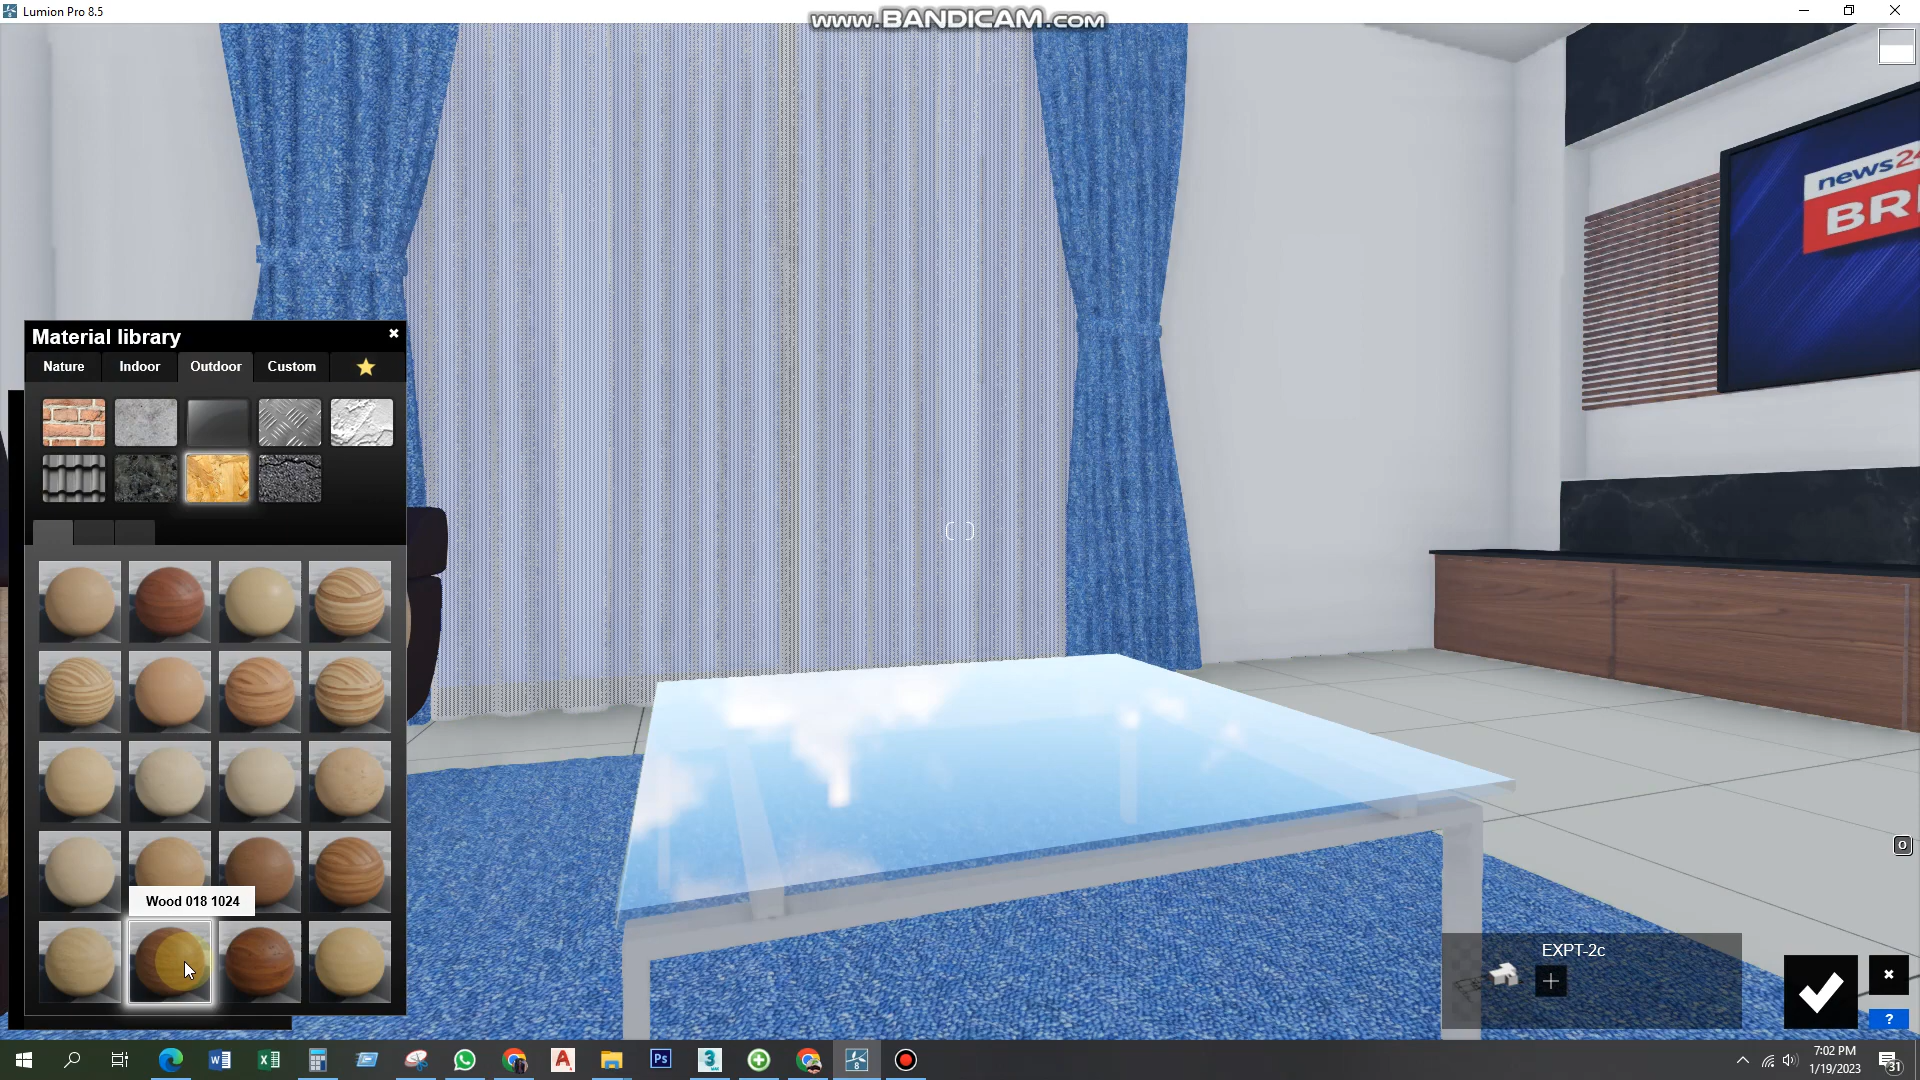 Lumion Pro 8.5
www.BANDICAM.com
news24
BR
Material library
Nature
Indoor
Outdoor
Custom
Wood 018 1024
O
EXPT-2c
?
7:02 PM
1/19/2023
31